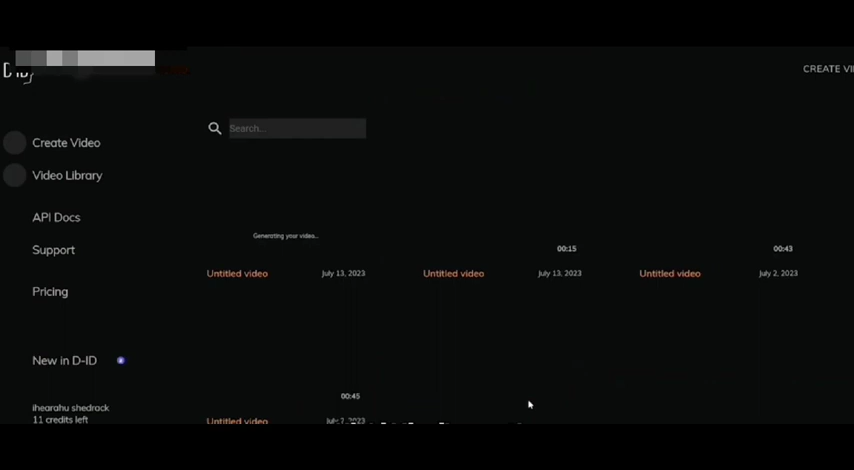 D-ID
CREATE VI
Search...
Create Video
Video Library
API Docs
Support
Pricing
New in D-ID
ihearahu shedrack
11 credits left
Generating your video...
Untitled video July 13, 2023
00:15
Untitled video July 13, 2023
00:43
Untitled video July 2, 2023
00:45
Untitled video